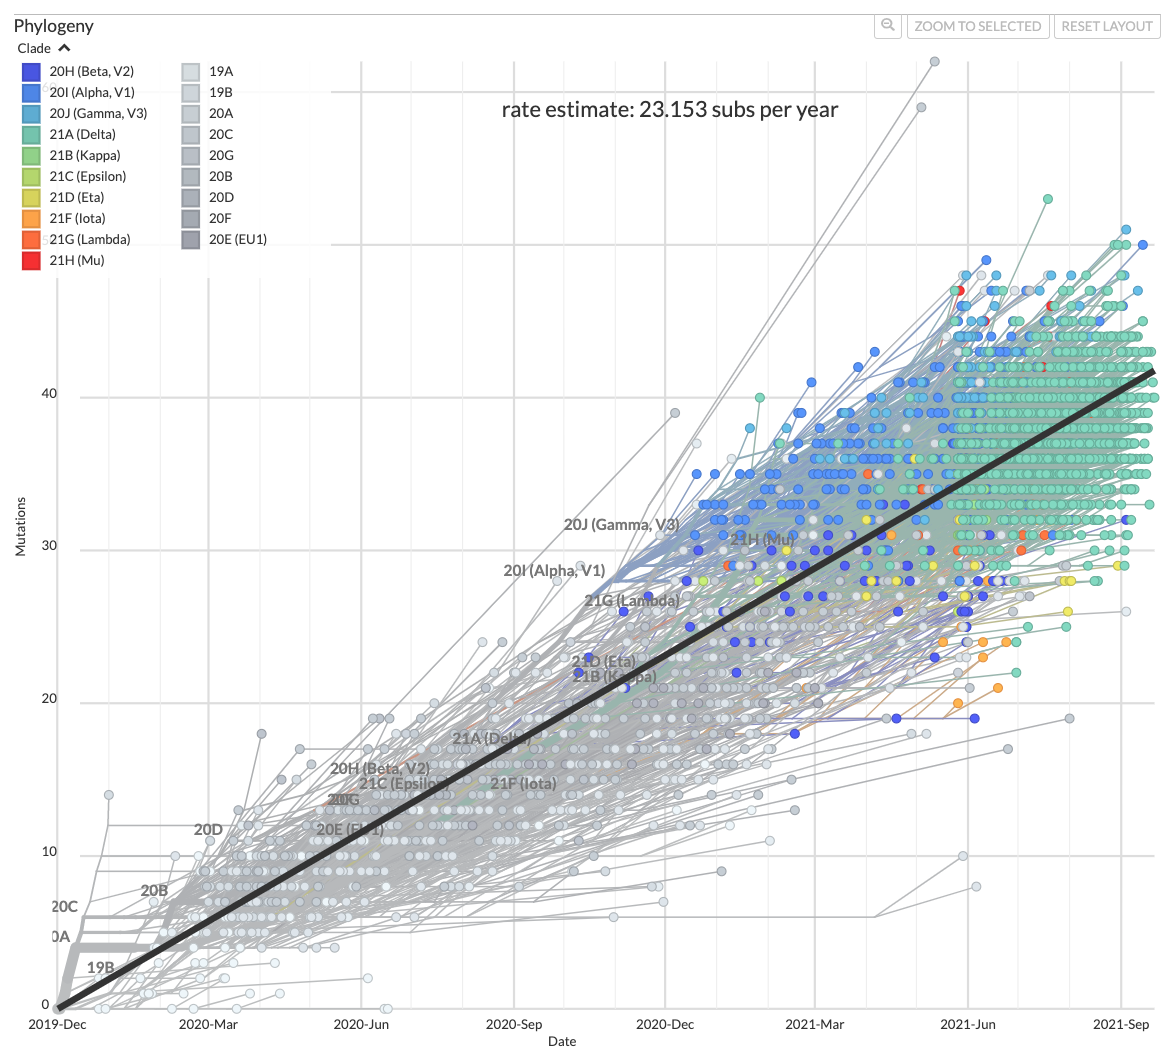 Phylogeny
ZOOM TO SELECTED
RESET LAYOUT
Clade
20H (Beta, V2)
20I (Alpha, V1)
20J (Gamma, V3)
21A (Delta)
21B (Kappa)
21C (Epsilon)
21D (Eta)
21F (Iota)
21G (Lambda)
21H (Mu)
19A
19B
20A
20C
20G
20B
20D
20F
20E (EU1)
rate estimate: 23.153 subs per year
20J (Gamma, V3)
21H (Mu)
20I (Alpha, V1)
21G (Lambda)
21D (Eta)
21B (Kappa)
21A (Delta)
20H (Beta, V2)
21C (Epsilon)
21F (Iota)
20G
20D
20E (EU1)
20B
20C
0A
19B
40
30
20
10
0
Mutations
2019-Dec
2020-Mar
2020-Jun
2020-Sep
2020-Dec
2021-Mar
2021-Jun
2021-Sep
Date